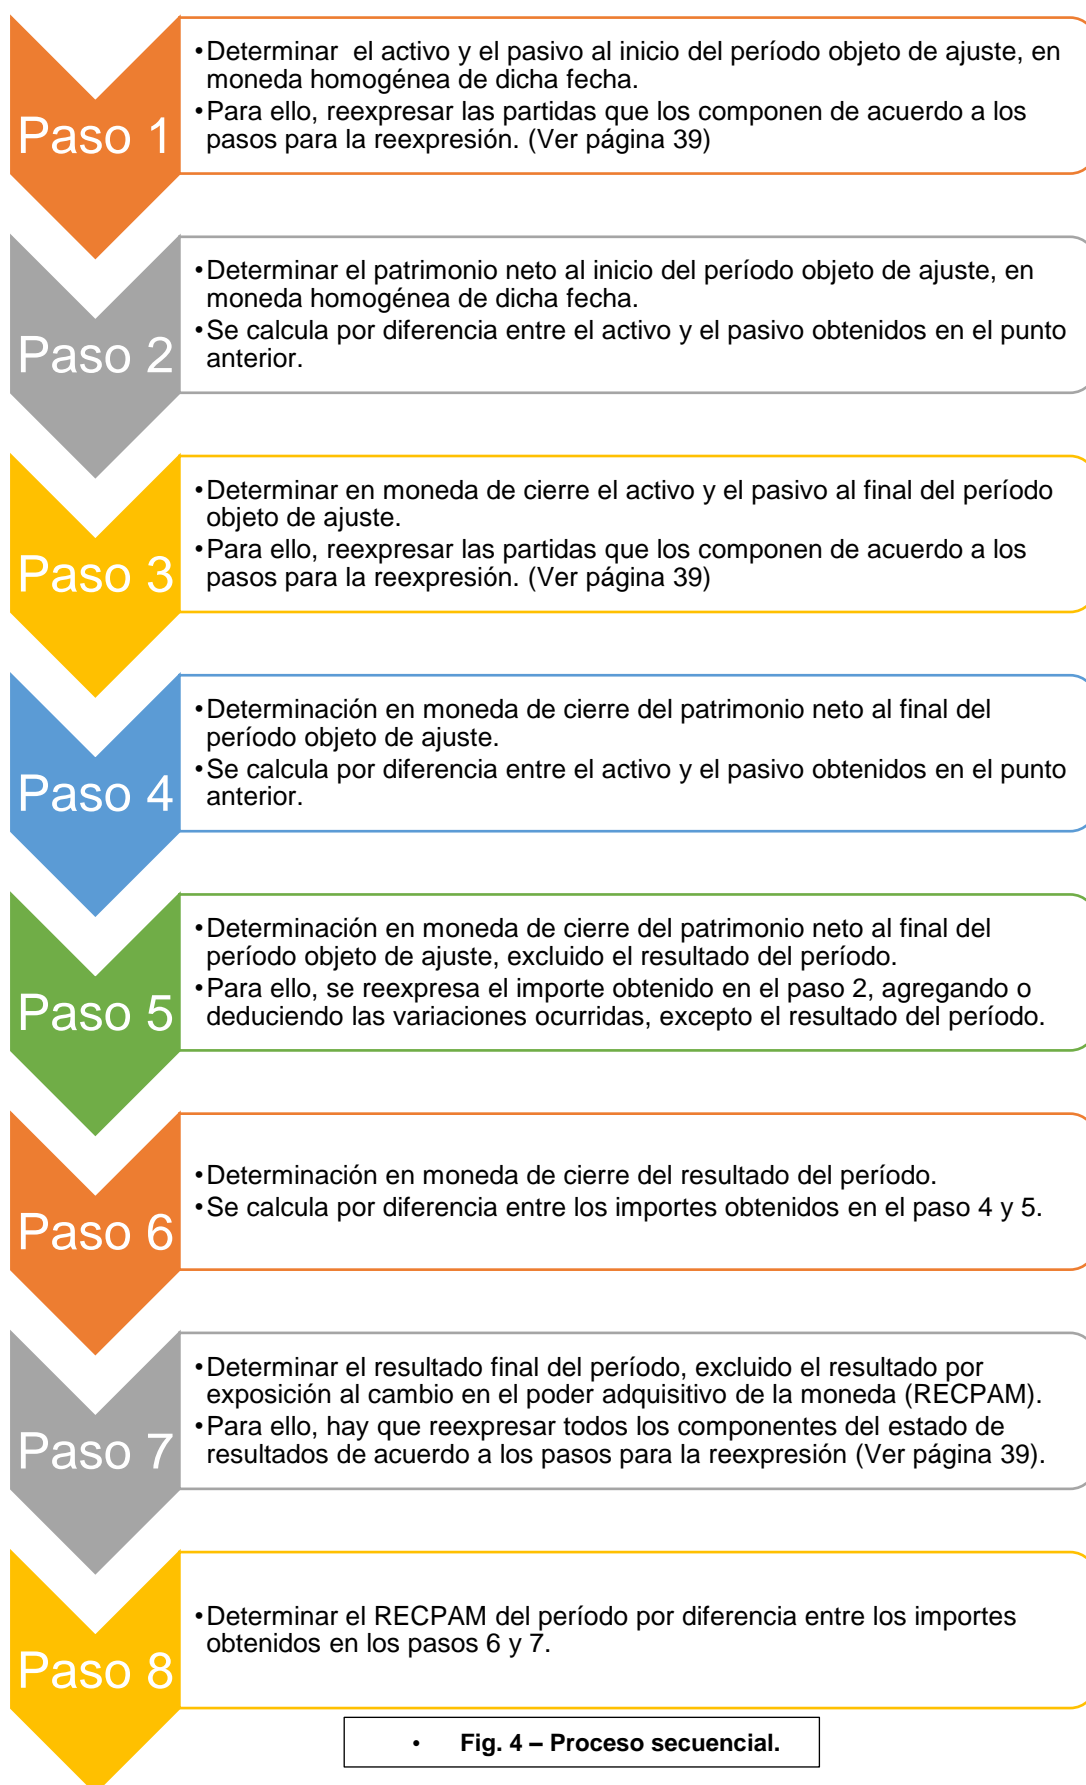 Paso 1
•Determinar el activo y el pasivo al inicio del período objeto de ajuste, en
moneda homogénea de dicha fecha.
•Para ello, reexpresar las partidas que los componen de acuerdo a los
pasos para la reexpresión. (Ver página 39)
Paso 2
•Determinar el patrimonio neto al inicio del período objeto de ajuste, en
moneda homogénea de dicha fecha.
•Se calcula por diferencia entre el activo y el pasivo obtenidos en el punto
anterior.
Paso 3
•Determinar en moneda de cierre el activo y el pasivo al final del período
objeto de ajuste.
•Para ello, reexpresar las partidas que los componen de acuerdo a los
pasos para la reexpresión. (Ver página 39)
Paso 4
•Determinación en moneda de cierre del patrimonio neto al final del
período objeto de ajuste.
•Se calcula por diferencia entre el activo y el pasivo obtenidos en el punto
anterior.
Paso 5
•Determinación en moneda de cierre del patrimonio neto al final del
período objeto de ajuste, excluido el resultado del período.
•Para ello, se reexpresa el importe obtenido en el paso 2, agregando o
deduciendo las variaciones ocurridas, excepto el resultado del período.
Paso 6
•Determinación en moneda de cierre del resultado del período.
•Se calcula por diferencia entre los importes obtenidos en el paso 4 y 5.
Paso 7
•Determinar el resultado final del período, excluido el resultado por
exposición al cambio en el poder adquisitivo de la moneda (RECPAM).
•Para ello, hay que reexpresar todos los componentes del estado de
resultados de acuerdo a los pasos para la reexpresión (Ver página 39).
Paso 8
•Determinar el RECPAM del período por diferencia entre los importes
obtenidos en los pasos 6 y 7.
• Fig. 4 – Proceso secuencial.